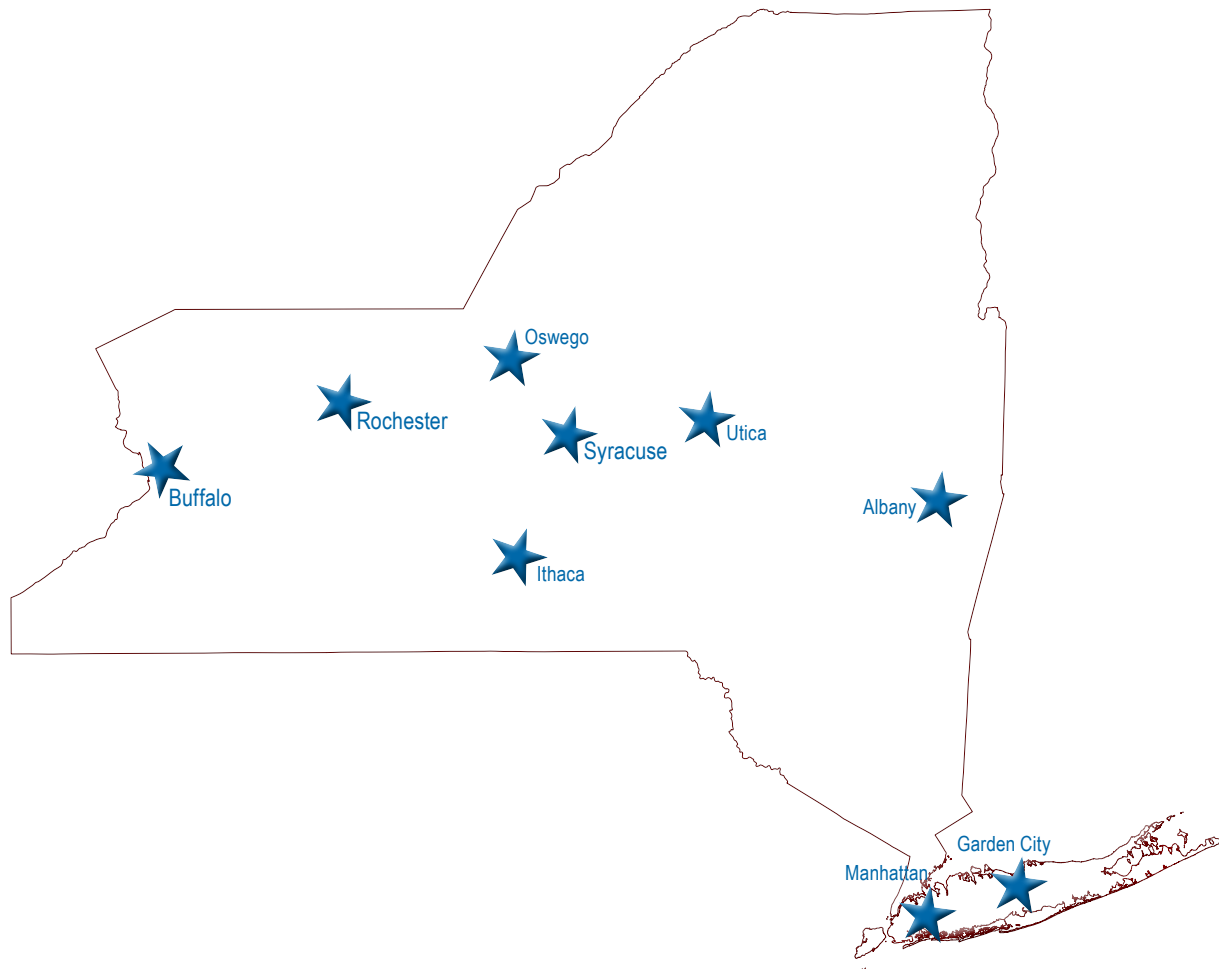 Oswego
Rochester
Utica
Syracuse
Buffalo
Albany
Ithaca
Garden City
Manhattan